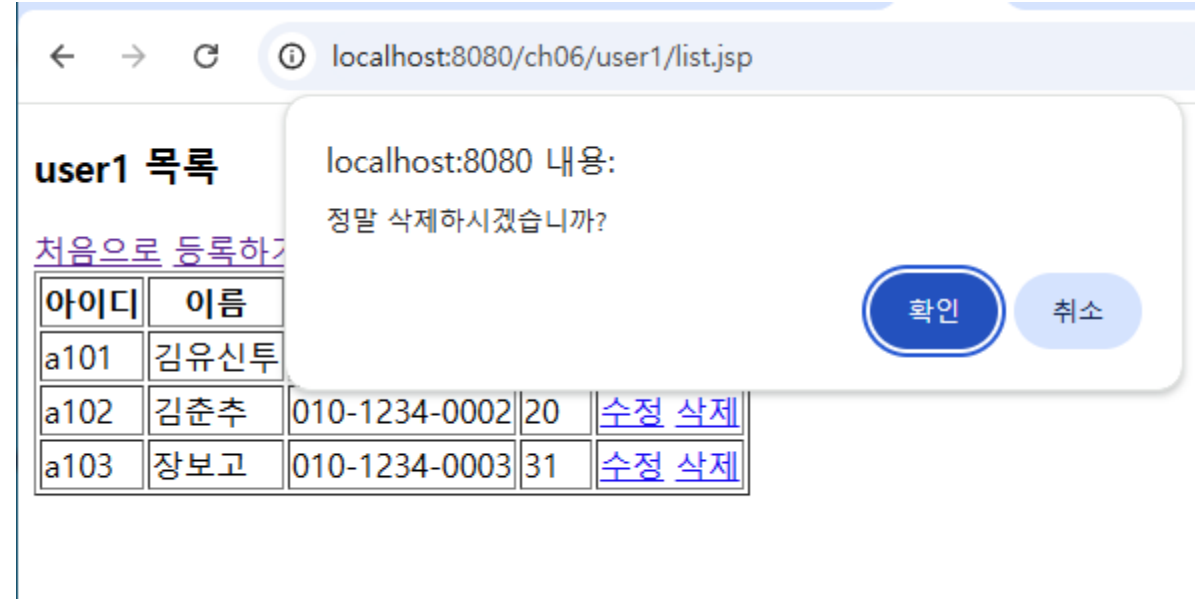 localhost:8080/ch06/user1/list.jsp
localhost:8080 내용:
정말 삭제하시겠습니까?
확인 취소
user1 목록
처음으로 등록하기
아이디 이름
a101 김유신투
a102 김춘추 010-1234-0002 20 수정 삭제
a103 장보고 010-1234-0003 31 수정 삭제